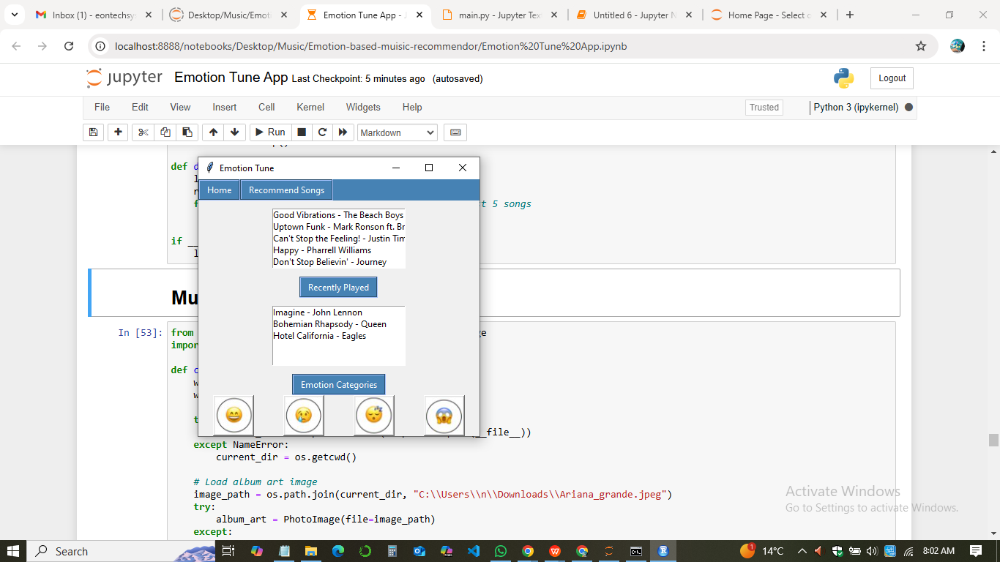 Inbox (1) - eontechsys
Desktop/Music/Emoti
Emotion Tune App - J
main.py - Jupyter Tex
Untitled 6 - Jupyter N
Home Page - Select o
localhost:8888/notebooks/Desktop/Music/Emotion-based-muisic-recommendor/Emotion%20Tune%20App.ipynb
jupyter Emotion Tune App Last Checkpoint: 5 minutes ago (autosaved)
Logout
File Edit View Insert Cell Kernel Widgets Help
Trusted
Python 3 (ipykernel)
Run
Markdown
def d
t 5 songs
if __
Emotion Tune
Home
Recommend Songs
Good Vibrations - The Beach Boys
Uptown Funk - Mark Ronson ft. Br
Can't Stop the Feeling! - Justin Tim
Happy - Pharrell Williams
Don't Stop Believin' - Journey
Recently Played
Imagine - John Lennon
Bohemian Rhapsody - Queen
Hotel California - Eagles
Emotion Categories
Mu
In [53]: from
impor
def c
_file__))
except NameError:
current_dir = os.getcwd()
# Load album art image
image_path = os.path.join(current_dir, "C:\\Users\\n\\Downloads\\Ariana_grande.jpeg")
try:
album_art = PhotoImage(file=image_path)
except:
Activate Windows
Go to Settings to activate Windows.
Search
1
14°C
8:02 AM